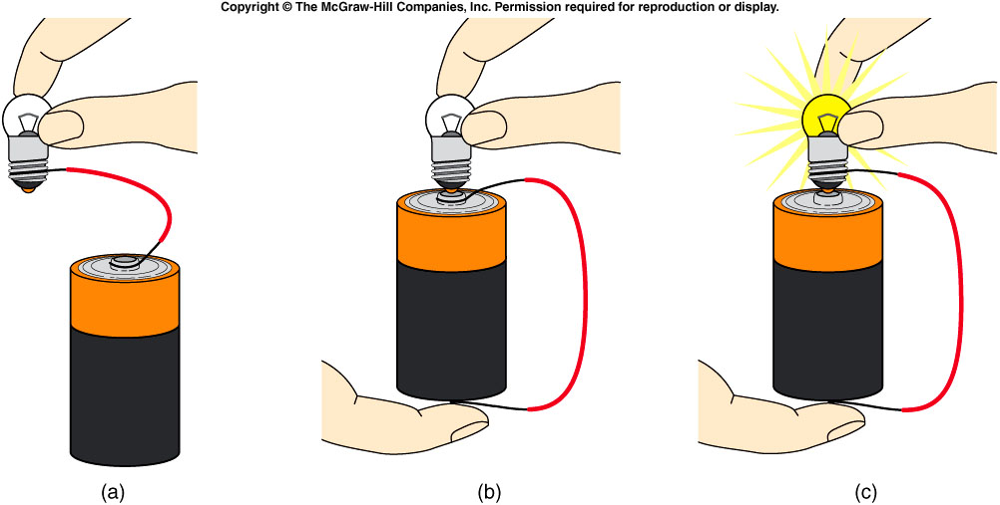 Copyright © The McGraw-Hill Companies, Inc. Permission required for reproduction or display.
(a)
(b)
(c)